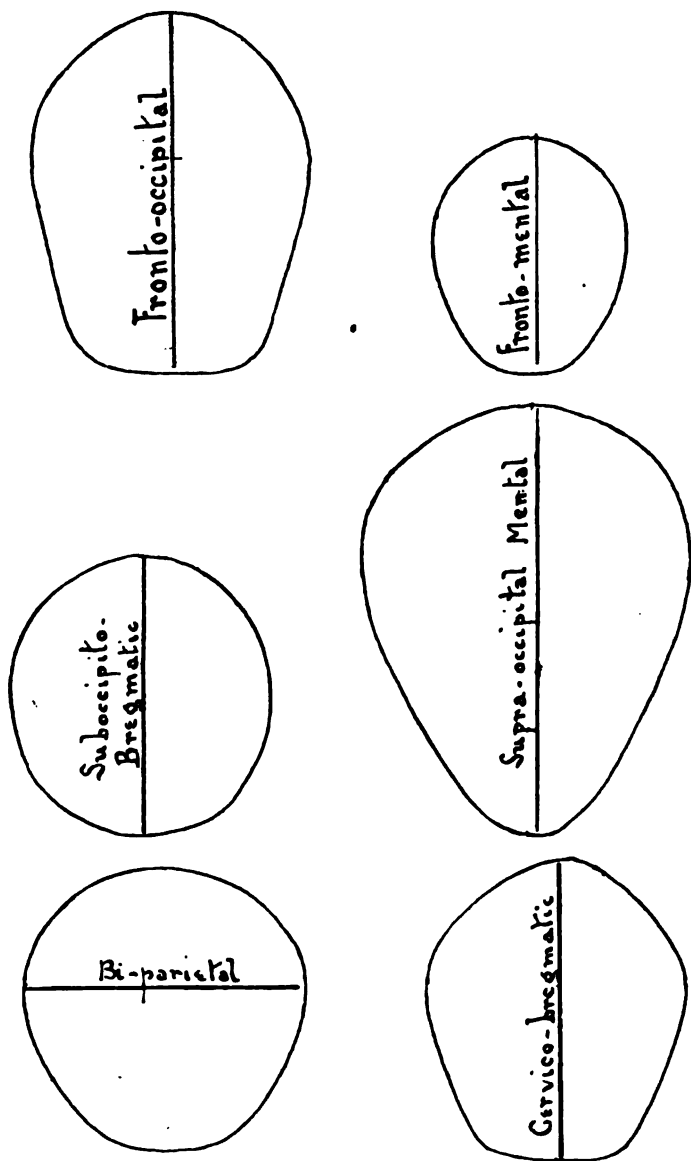 Fronto-occipital
Fronto-mental
Suboccipito-
Bregmatic
Supra-occipital Mental
Bi-parietal
Cervico-bregmatic